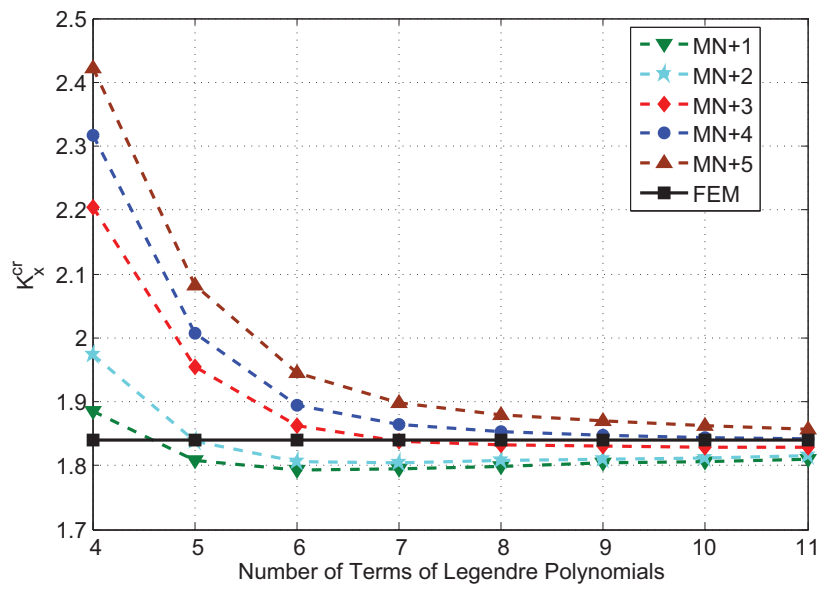 2.5
2.4
2.3
2.2
2.1
2
1.9
1.8
1.7
K_x^cr
MN+1
MN+2
MN+3
MN+4
MN+5
FEM
4 5 6 7 8 9 10 11
Number of Terms of Legendre Polynomials